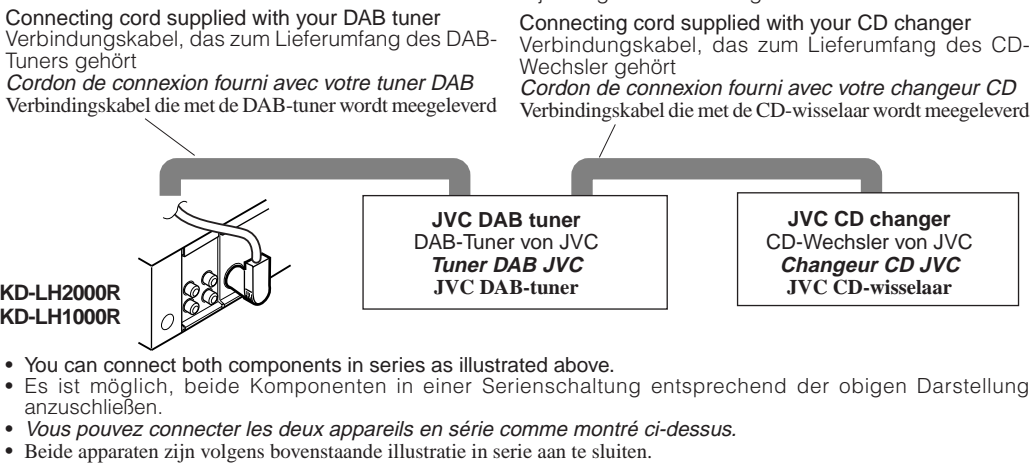 Connecting cord supplied with your DAB tuner
Verbindungskabel, das zum Lieferumfang des DAB-
Tuners gehört
Cordon de connexion fourni avec votre tuner DAB
Verbindingskabel die met de DAB-tuner wordt meegeleverd
Connecting cord supplied with your CD changer
Verbindungskabel, das zum Lieferumfang des CD-
Wechsler gehört
Cordon de connexion fourni avec votre changeur CD
Verbindingskabel die met de CD-wisselaar wordt meegeleverd
JVC DAB tuner
DAB-Tuner von JVC
Tuner DAB JVC
JVC DAB-tuner
JVC CD changer
CD-Wechsler von JVC
Changeur CD JVC
JVC CD-wisselaar
KD-LH2000R
KD-LH1000R
• You can connect both components in series as illustrated above.
• Es ist möglich, beide Komponenten in einer Serienschaltung entsprechend der obigen Darstellung
anzuschließen.
• Vous pouvez connecter les deux appareils en série comme montré ci-dessus.
• Beide apparaten zijn volgens bovenstaande illustratie in serie aan te sluiten.